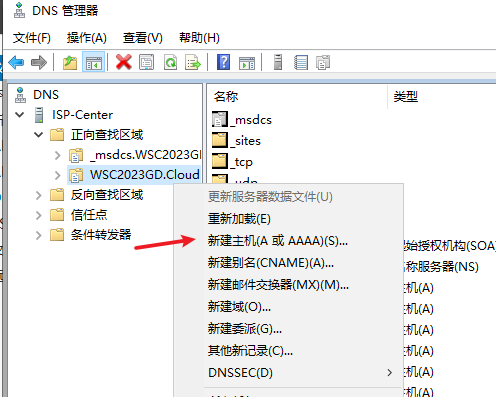 DNS 管理器
文件(F) 操作(A) 查看(V) 帮助(H)
DNS
ISP-Center
正向查找区域
_msdcs.WSC2023GI
WSC2023GD.Cloud
反向查找区域
信任点
条件转发器
名称 类型
_msdcs
_sites
_tcp
_udp
更新服务器数据文件(U)
重新加载(E)
新建主机(A 或 AAAA)(S)...
新建别名(CNAME)(A)...
新建邮件交换器(MX)(M)...
新建域(O)...
新建委派(G)...
其他新记录(C)...
DNSSEC(D)
始授权机构(SOA)
称服务器(NS)
机(A)
机(A)
机(A)
机(A)
机(A)